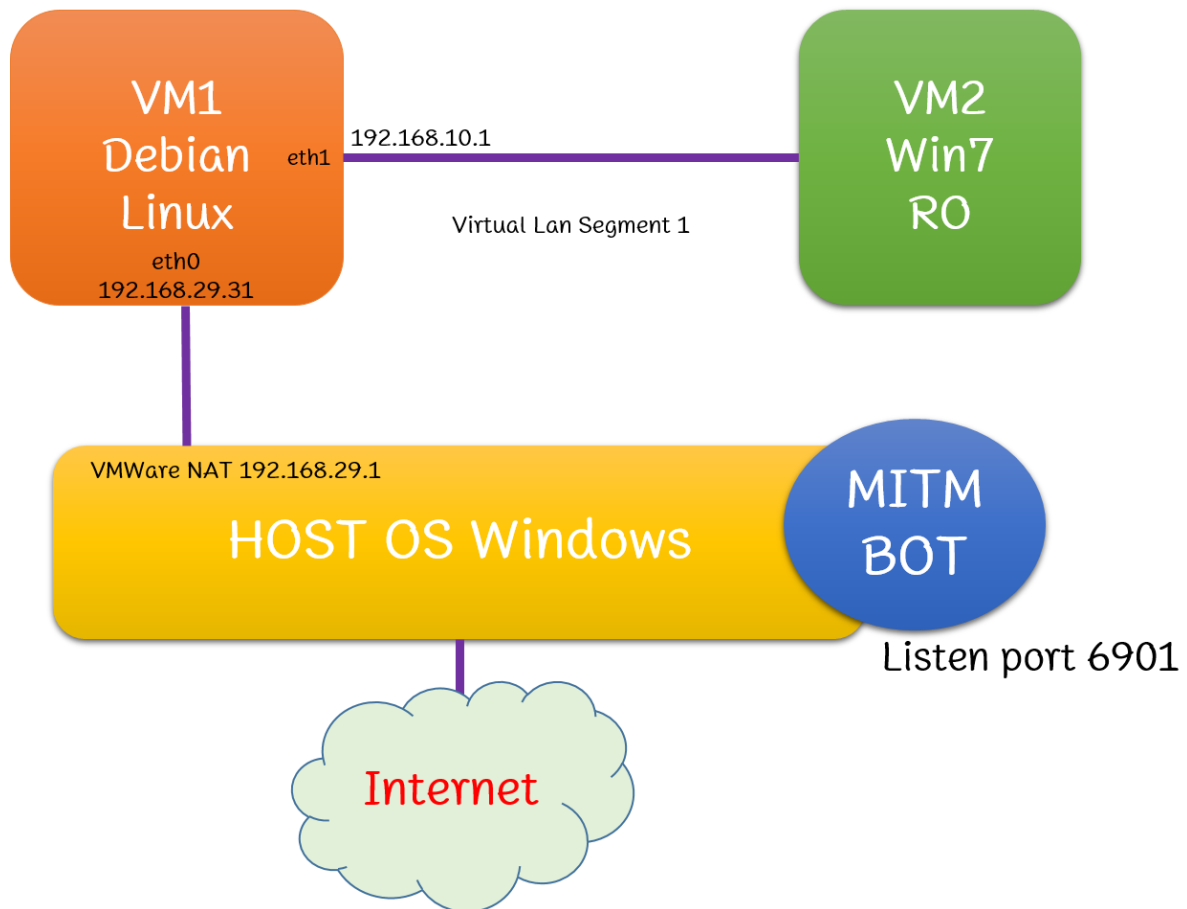 VM1
Debian
Linux
eth1
eth0
192.168.29.31
192.168.10.1
Virtual Lan Segment 1
VM2
Win7
RO
VMWare NAT 192.168.29.1
HOST OS Windows
MITM
BOT
Listen port 6901
Internet